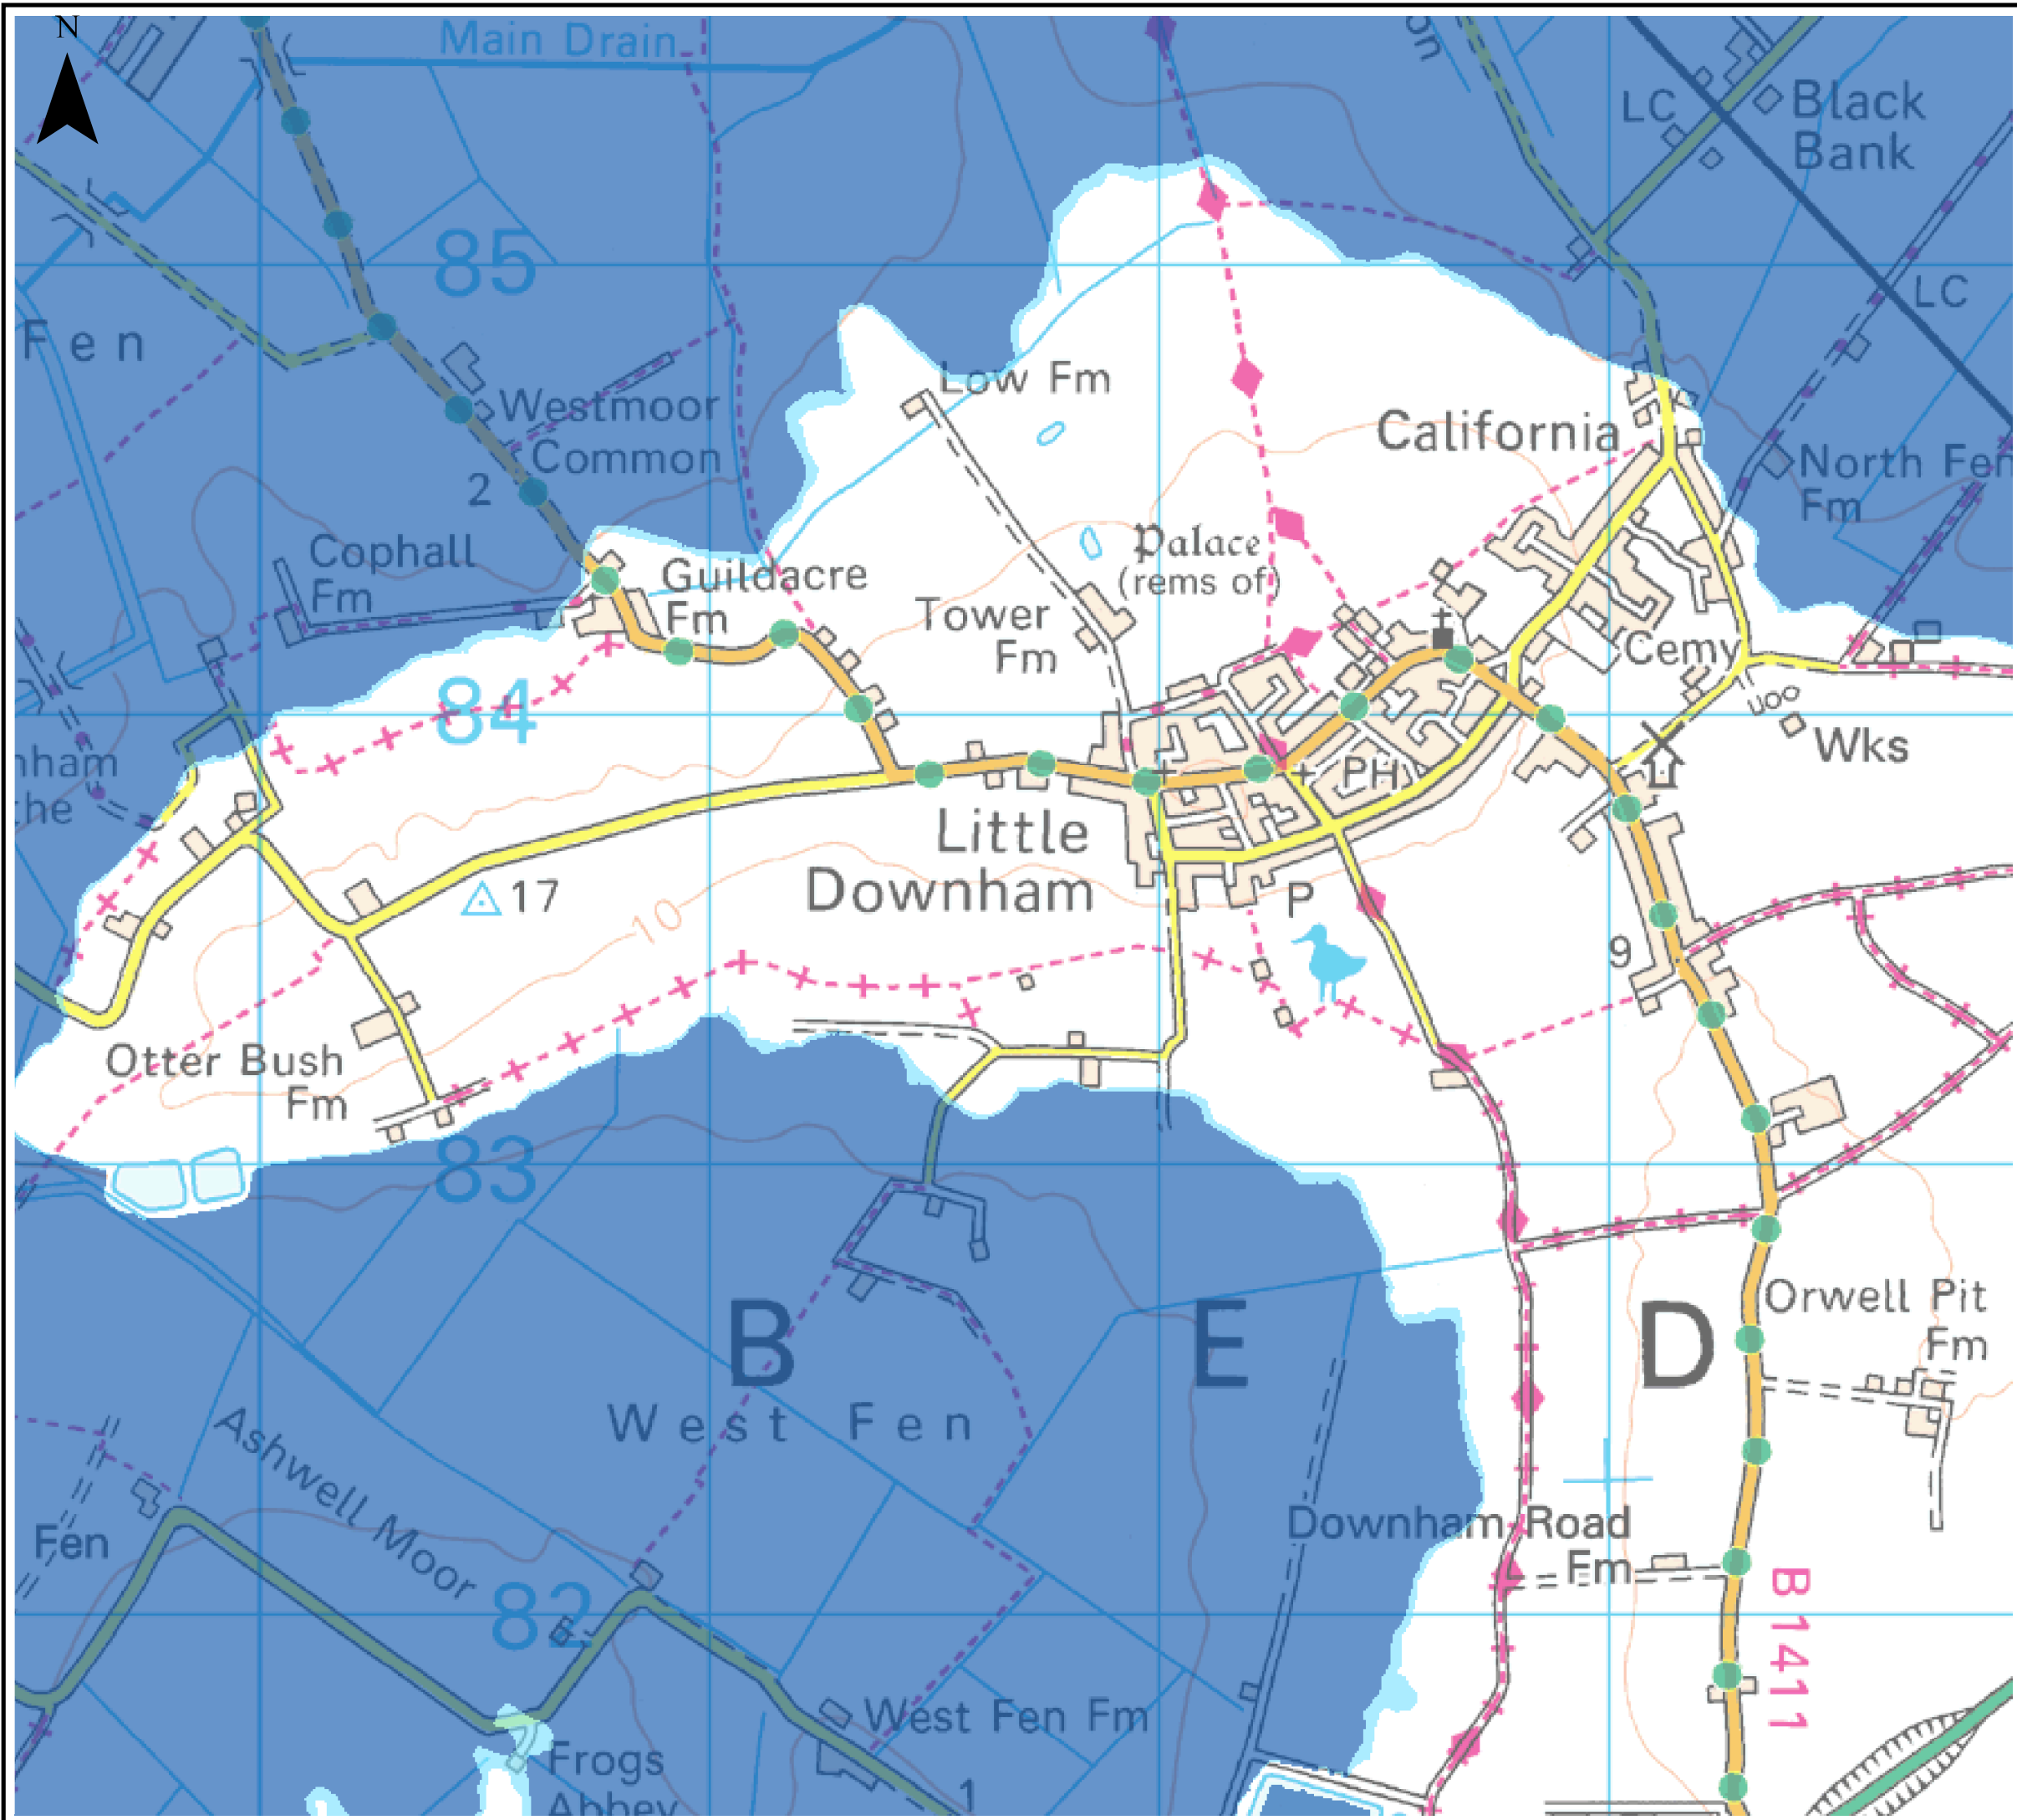 N
Main Drain
LC
Black
Bank
85
LC
Fen
Low Fm
Westmoor
Common
2
California
North Fen
Fm
Cophall
Fm
Palace
(rems of)
Guildacre
Fm
Tower
Fm
Cemy
84
Wks
PH
Little
Downham
17
P
10
9
Otter Bush
Fm
83
Orwell Pit
Fm
B E D
West Fen
Ashwell Moor
Fen
Downham Road
Fm
82
B1411
West Fen Fm
Frogs
Abbey
1